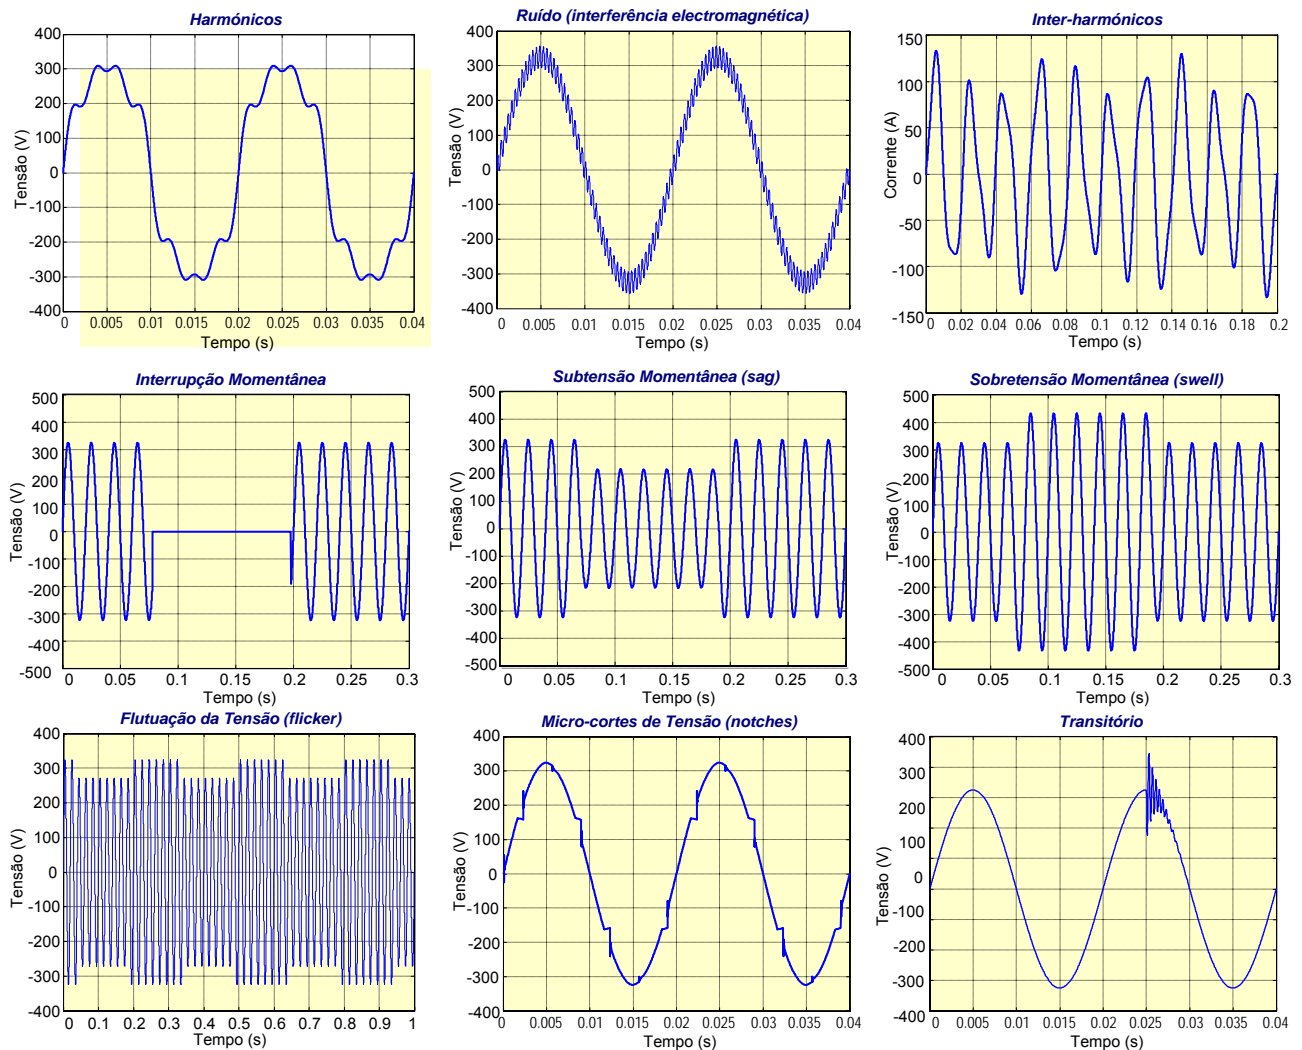 Harmónicos
400
300
200
100
0
-100
-200
-300
-400
Tensão (V)
0 0.005 0.01 0.015 0.02 0.025 0.03 0.035 0.04
Tempo (s)
Ruído (interferência electromagnética)
400
300
200
100
0
-100
-200
-300
-400
Tensão (V)
0.005 0.01 0.015 0.02 0.025 0.03 0.035 0.04
Tempo (s)
Inter-harmónicos
150
100
50
0
-50
-100
-150
Corrente (A)
0 0.02 0.04 0.06 0.08 0.1 0.12 0.14 0.16 0.18 0.2
Tempo (s)
Interrupção Momentânea
500
400
300
200
100
0
-100
-200
-300
-400
-500
Tensão (V)
0 0.05 0.1 0.15 0.2 0.25 0.3
Tempo (s)
Subtensão Momentânea (sag)
500
400
300
200
100
0
-100
-200
-300
-400
-500
Tensão (V)
0 0.05 0.1 0.15 0.2 0.25 0.3
Tempo (s)
Sobretensão Momentânea (swell)
500
400
300
200
100
0
-100
-200
-300
-400
-500
Tensão (V)
0 0.05 0.1 0.15 0.2 0.25 0.3
Tempo (s)
Flutuação da Tensão (flicker)
400
300
200
100
0
-100
-200
-300
-400
Tensão (V)
0 0.1 0.2 0.3 0.4 0.5 0.6 0.7 0.8 0.9 1
Tempo (s)
Micro-cortes de Tensão (notches)
400
300
200
100
0
-100
-200
-300
-400
Tensão (V)
0 0.005 0.01 0.015 0.02 0.025 0.03 0.035 0.04
Tempo (s)
Transitório
400
300
200
100
0
-100
-200
-300
-400
Tensão (V)
0 0.005 0.01 0.015 0.02 0.025 0.03 0.035 0.04
Tempo (s)